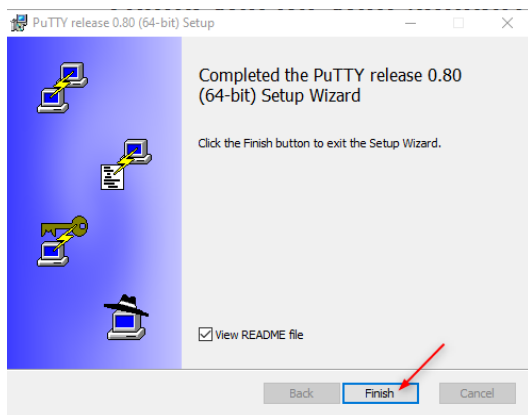 PuTTY release 0.80 (64-bit) Setup
Completed the PuTTY release 0.80
(64-bit) Setup Wizard
Click the Finish button to exit the Setup Wizard.
View README file
Back Finish Cancel